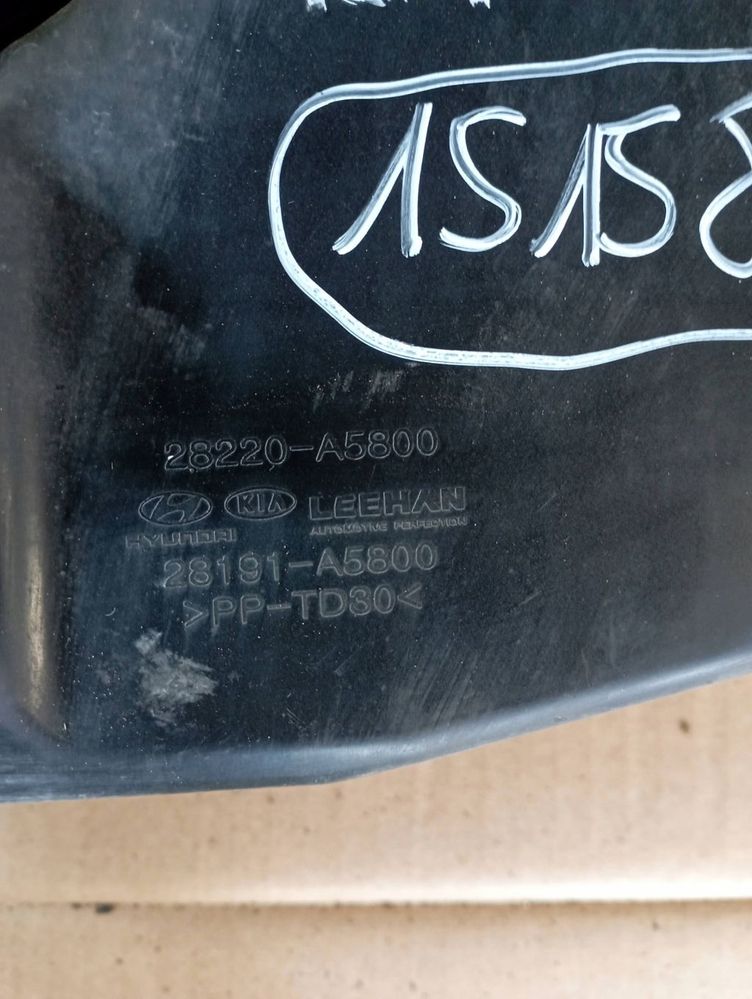 15158
28220-A5800
HYUNDAI KIA LEEHAN
AUTOMOTIVE PERFECTION
28191-A5800
>PP-TD30<